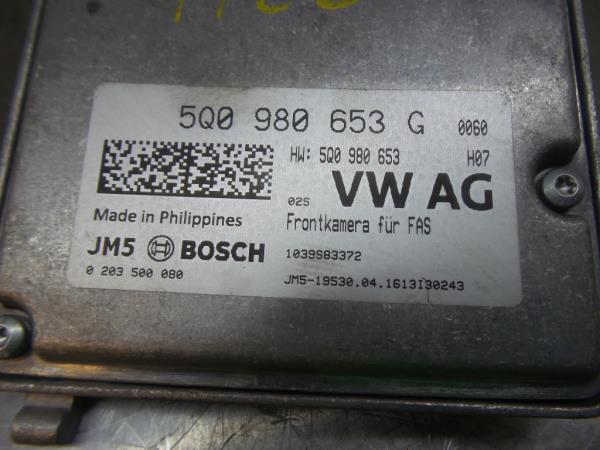 5Q0 980 653 G 0060
HW: 5Q0 980 653 H07
02S VW AG
Made in Philippines Frontkamera für FAS
JM5 BOSCH 1039S83372
0 203 500 080 JM5-19530.04.1613130243